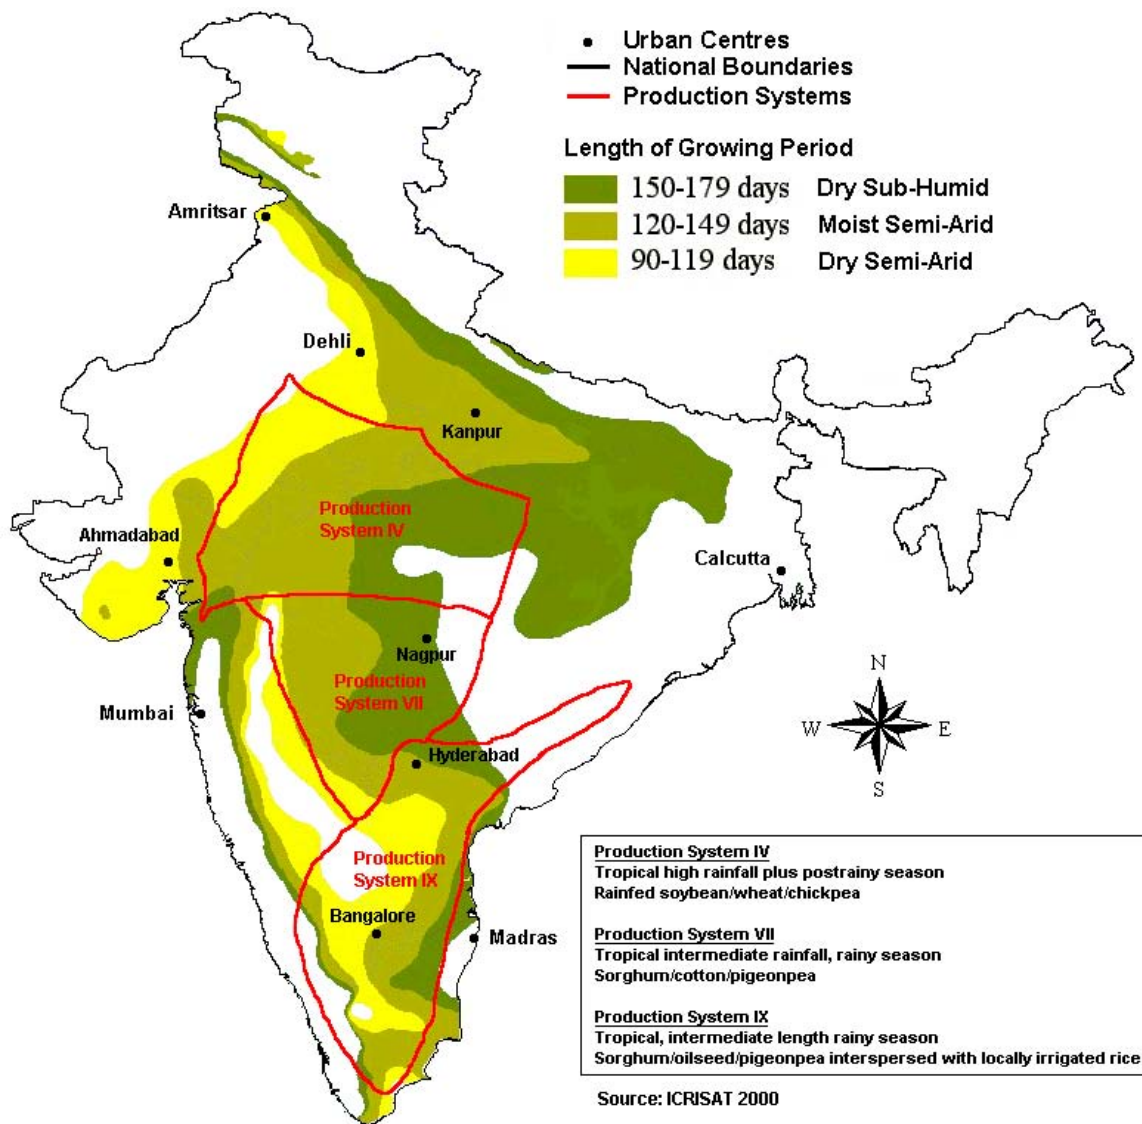 Urban Centres
National Boundaries
Production Systems
Length of Growing Period
150-179 days Dry Sub-Humid
120-149 days Moist Semi-Arid
90-119 days Dry Semi-Arid
Amritsar
Dehli
Kanpur
Production
System IV
Ahmadabad
Calcutta
Nagpur
Production
System VII
Mumbai
Hyderabad
Production
System IX
Bangalore
Madras
N
W
E
S
Production System IV
Tropical high rainfall plus postrainy season
Rainfed soybean/wheat/chickpea
Production System VII
Tropical intermediate rainfall, rainy season
Sorghum/cotton/pigeonpea
Production System IX
Tropical, intermediate length rainy season
Sorghum/oilseed/pigeonpea interspersed with locally irrigated rice
Source: ICRISAT 2000